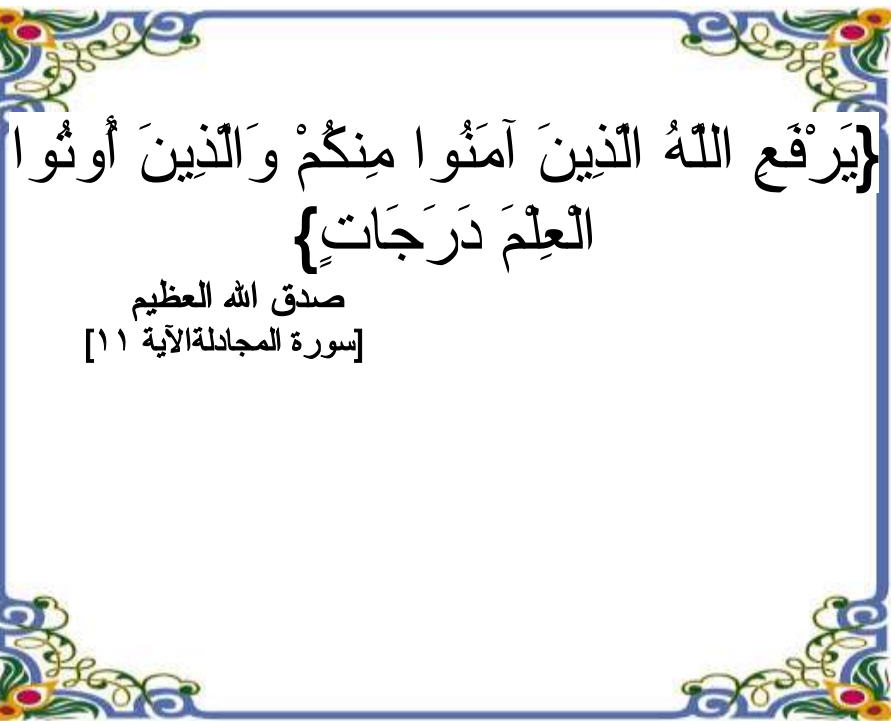 {يَرْفَعِ اللَّهُ الَّذِينَ آمَنُوا مِنكُمْ وَالَّذِينَ أُوتُوا
الْعِلْمَ دَرَجَاتٍ}
صدق الله العظيم
[سورة المجادلةالآية ١١]